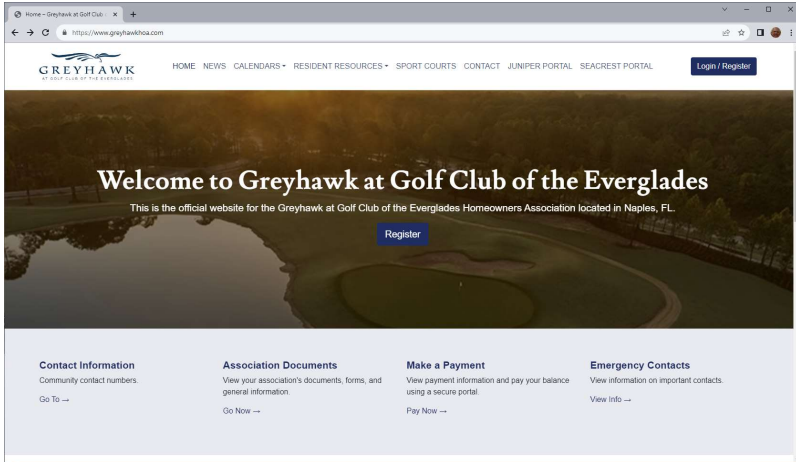 Home – Greyhawk at Golf Club
https://www.greyhawkhoa.com
GREYHAWK
AT GOLF CLUB OF THE EVERGLADES
HOME NEWS CALENDARS RESIDENT RESOURCES SPORT COURTS CONTACT JUNIPER PORTAL SEACREST PORTAL
Login / Register
Welcome to Greyhawk at Golf Club of the Everglades
This is the official website for the Greyhawk at Golf Club of the Everglades Homeowners Association located in Naples, FL.
Register
Contact Information
Community contact numbers.
Go To →
Association Documents
View your association's documents, forms, and
general information.
Go Now →
Make a Payment
View payment information and pay your balance
using a secure portal.
Pay Now →
Emergency Contacts
View information on important contacts.
View Info →